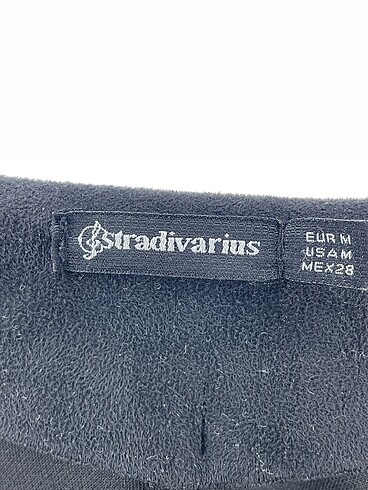 Stradivarius
EUR M
USA M
MEX 28